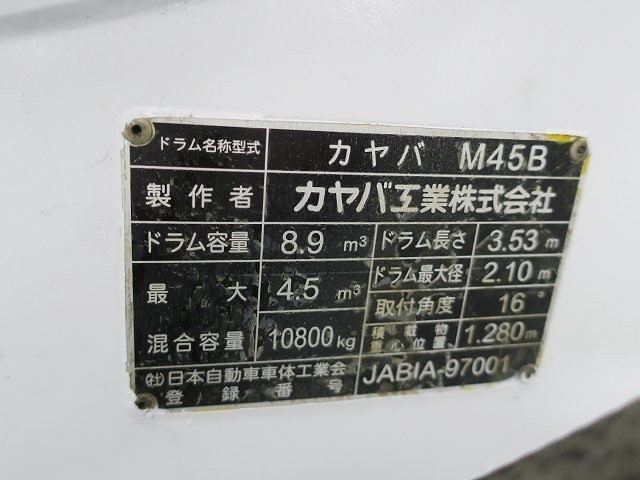 ドラム名称型式 カヤバ M45B
製作者 カヤバ工業株式会社
ドラム容量 8.9 m³ ドラム長さ 3.53 m
最大混合容量 4.5 m³ 10800 kg
ドラム最大径 2.10 m
取付角度 16°
積載物重心位置 1.280 m
㈳日本自動車車体工業会
登録番号 JABIA-97001